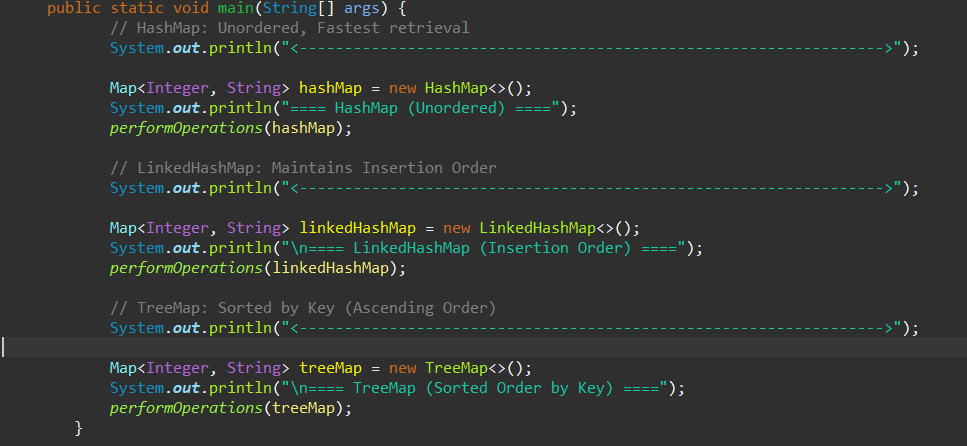 public static void main(String[] args) {
// HashMap: Unordered, Fastest retrieval
System.out.println("<----------------------------------------------------------------->");
Map<Integer, String> hashMap = new HashMap<>();
System.out.println("==== HashMap (Unordered) ====");
performOperations(hashMap);
// LinkedHashMap: Maintains Insertion Order
System.out.println("<----------------------------------------------------------------->");
Map<Integer, String> linkedHashMap = new LinkedHashMap<>();
System.out.println("\n==== LinkedHashMap (Insertion Order) ====");
performOperations(linkedHashMap);
// TreeMap: Sorted by Key (Ascending Order)
System.out.println("<----------------------------------------------------------------->");
Map<Integer, String> treeMap = new TreeMap<>();
System.out.println("\n==== TreeMap (Sorted Order by Key) ====");
performOperations(treeMap);
}